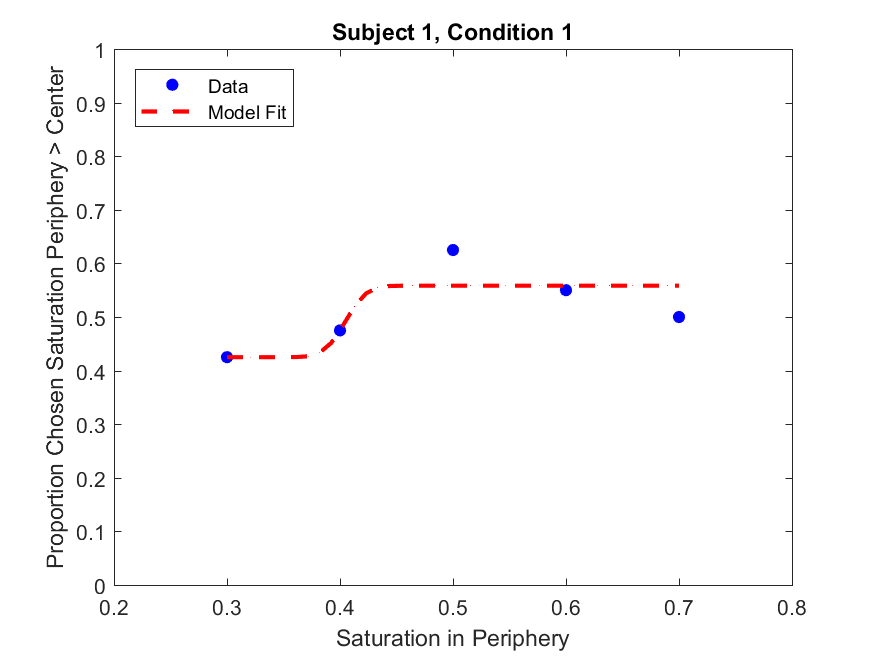 Subject 1, Condition 1
Data
Model Fit
Proportion Chosen Saturation Periphery > Center
1
0.9
0.8
0.7
0.6
0.5
0.4
0.3
0.2
0.1
0
0.2 0.3 0.4 0.5 0.6 0.7 0.8
Saturation in Periphery